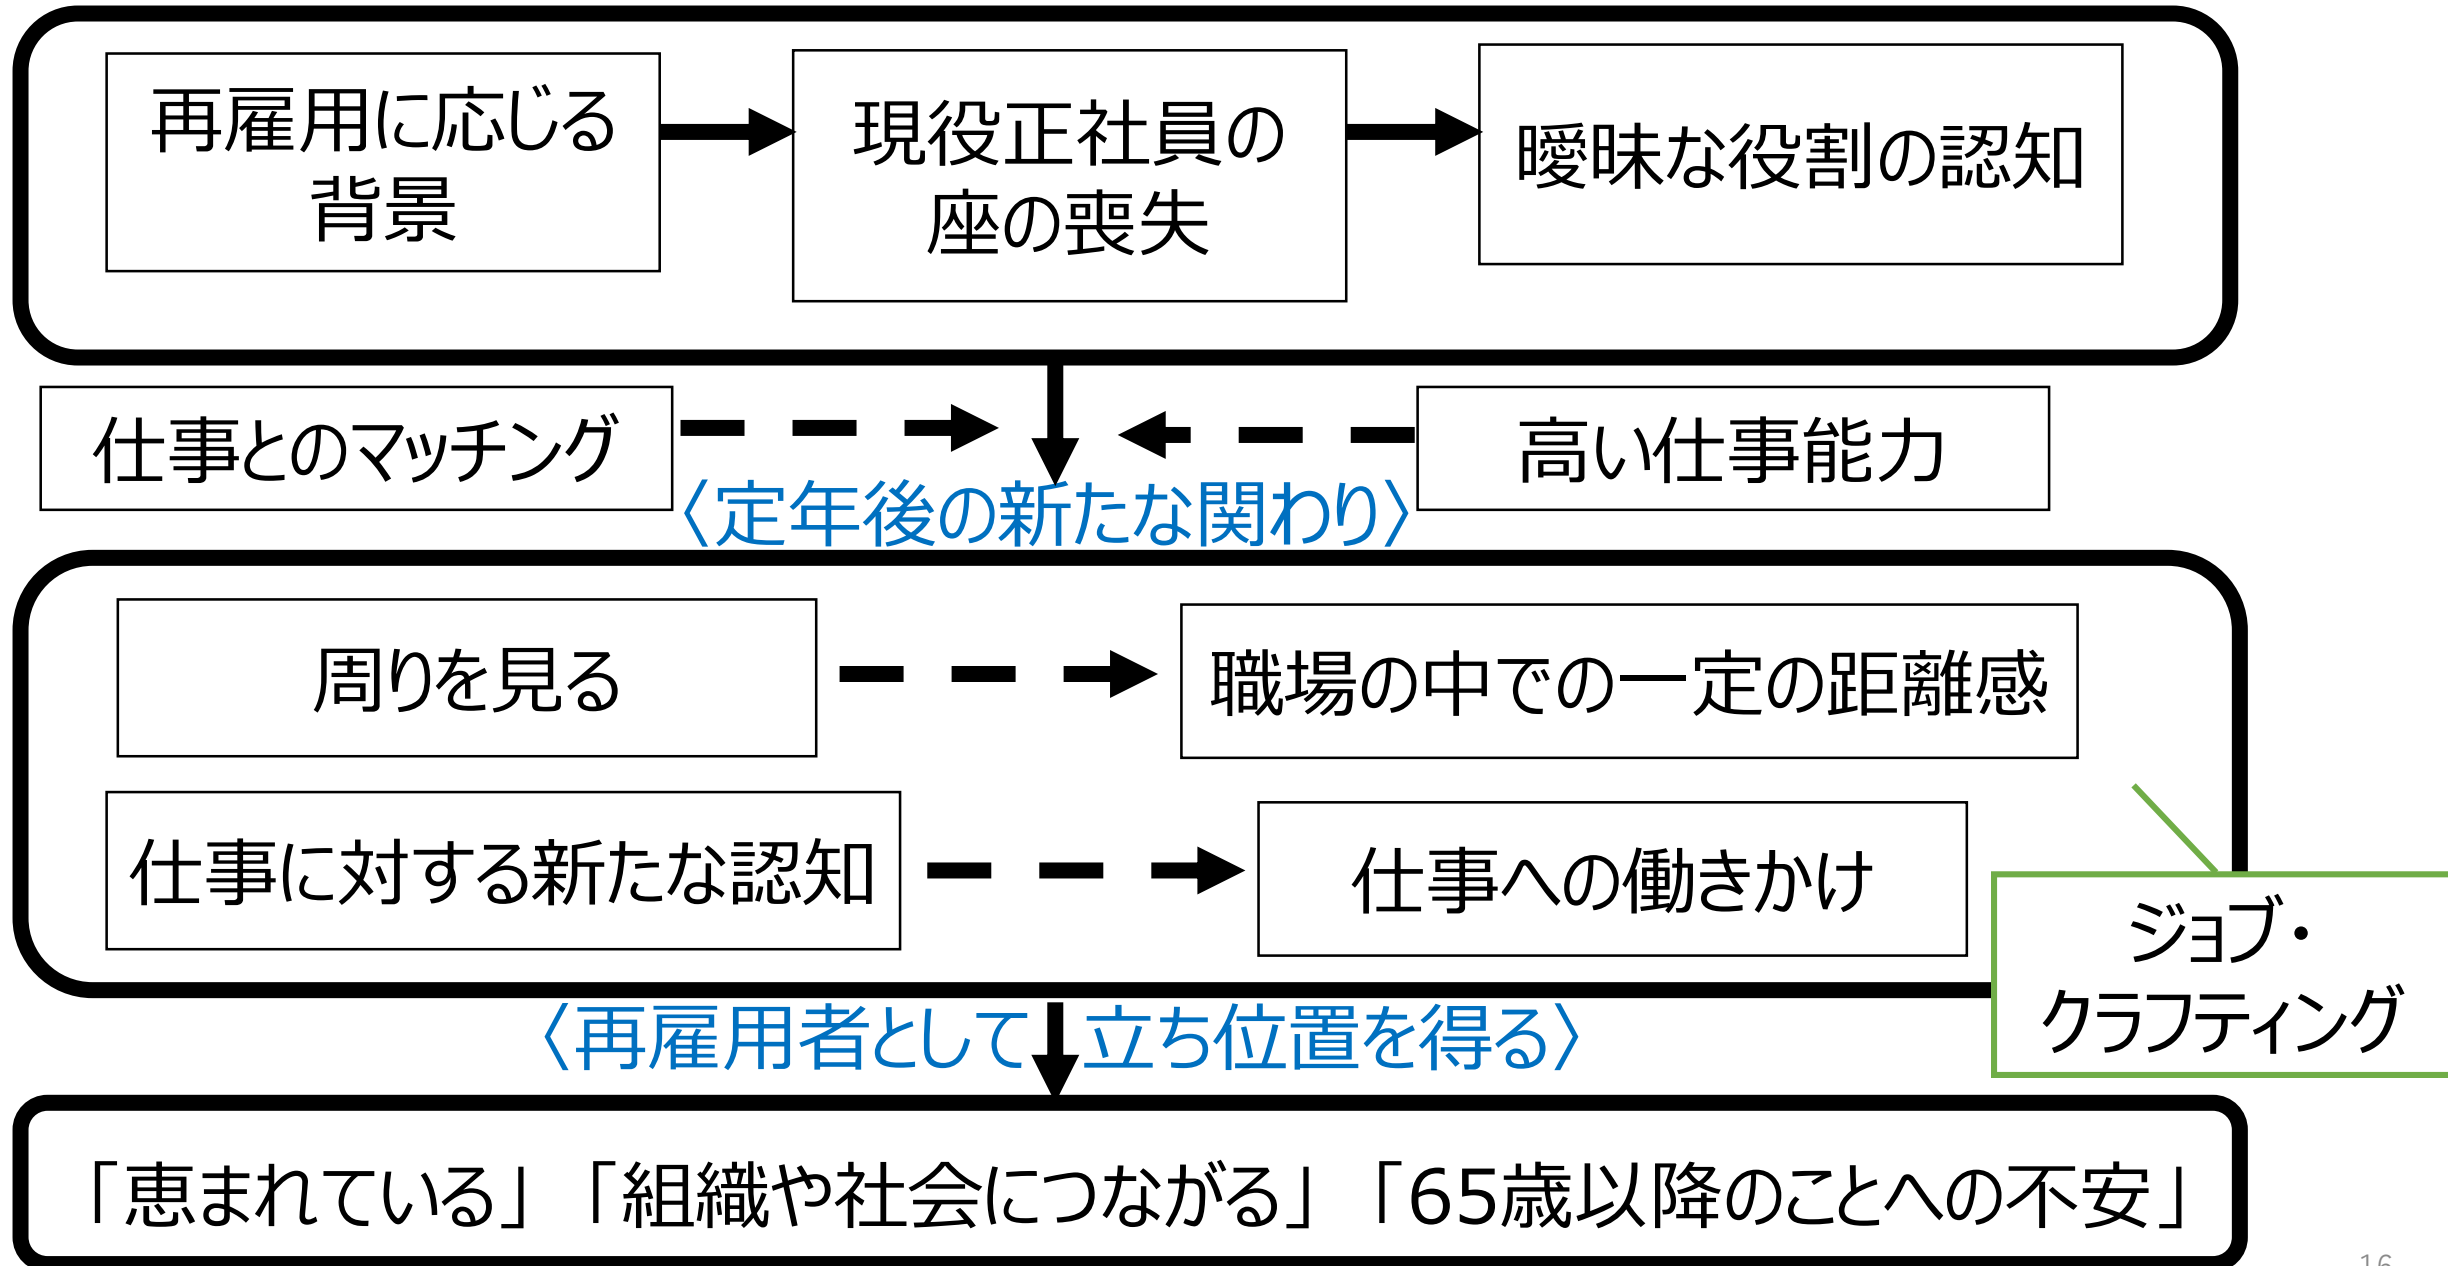 再雇用に応じる
背景
現役正社員の
座の喪失
曖昧な役割の認知
仕事とのマッチング
高い仕事能力
〈定年後の新たな関わり〉
周りを見る
職場の中での一定の距離感
仕事に対する新たな認知
仕事への働きかけ
ジョブ・
クラフティング
〈再雇用者として 立ち位置を得る〉
「恵まれている」「組織や社会につながる」「65歳以降のことへの不安」
16